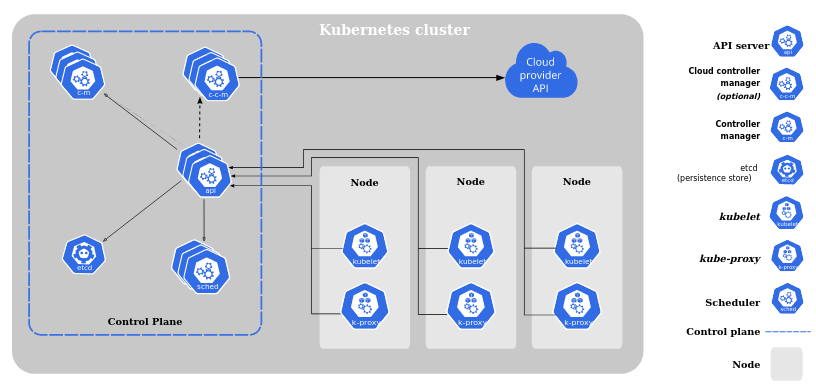 Kubernetes cluster
c-m
c-c-m
Cloud
provider
API
api
etcd
sched
Control Plane
Node
kubelet
k-proxy
Node
kubelet
k-proxy
Node
kubelet
k-proxy
API server
api
Cloud controller
manager
(optional)
c-c-m
Controller
manager
c-m
etcd
(persistence store)
etcd
kubelet
kubelet
kube-proxy
k-proxy
Scheduler
sched
Control plane
Node